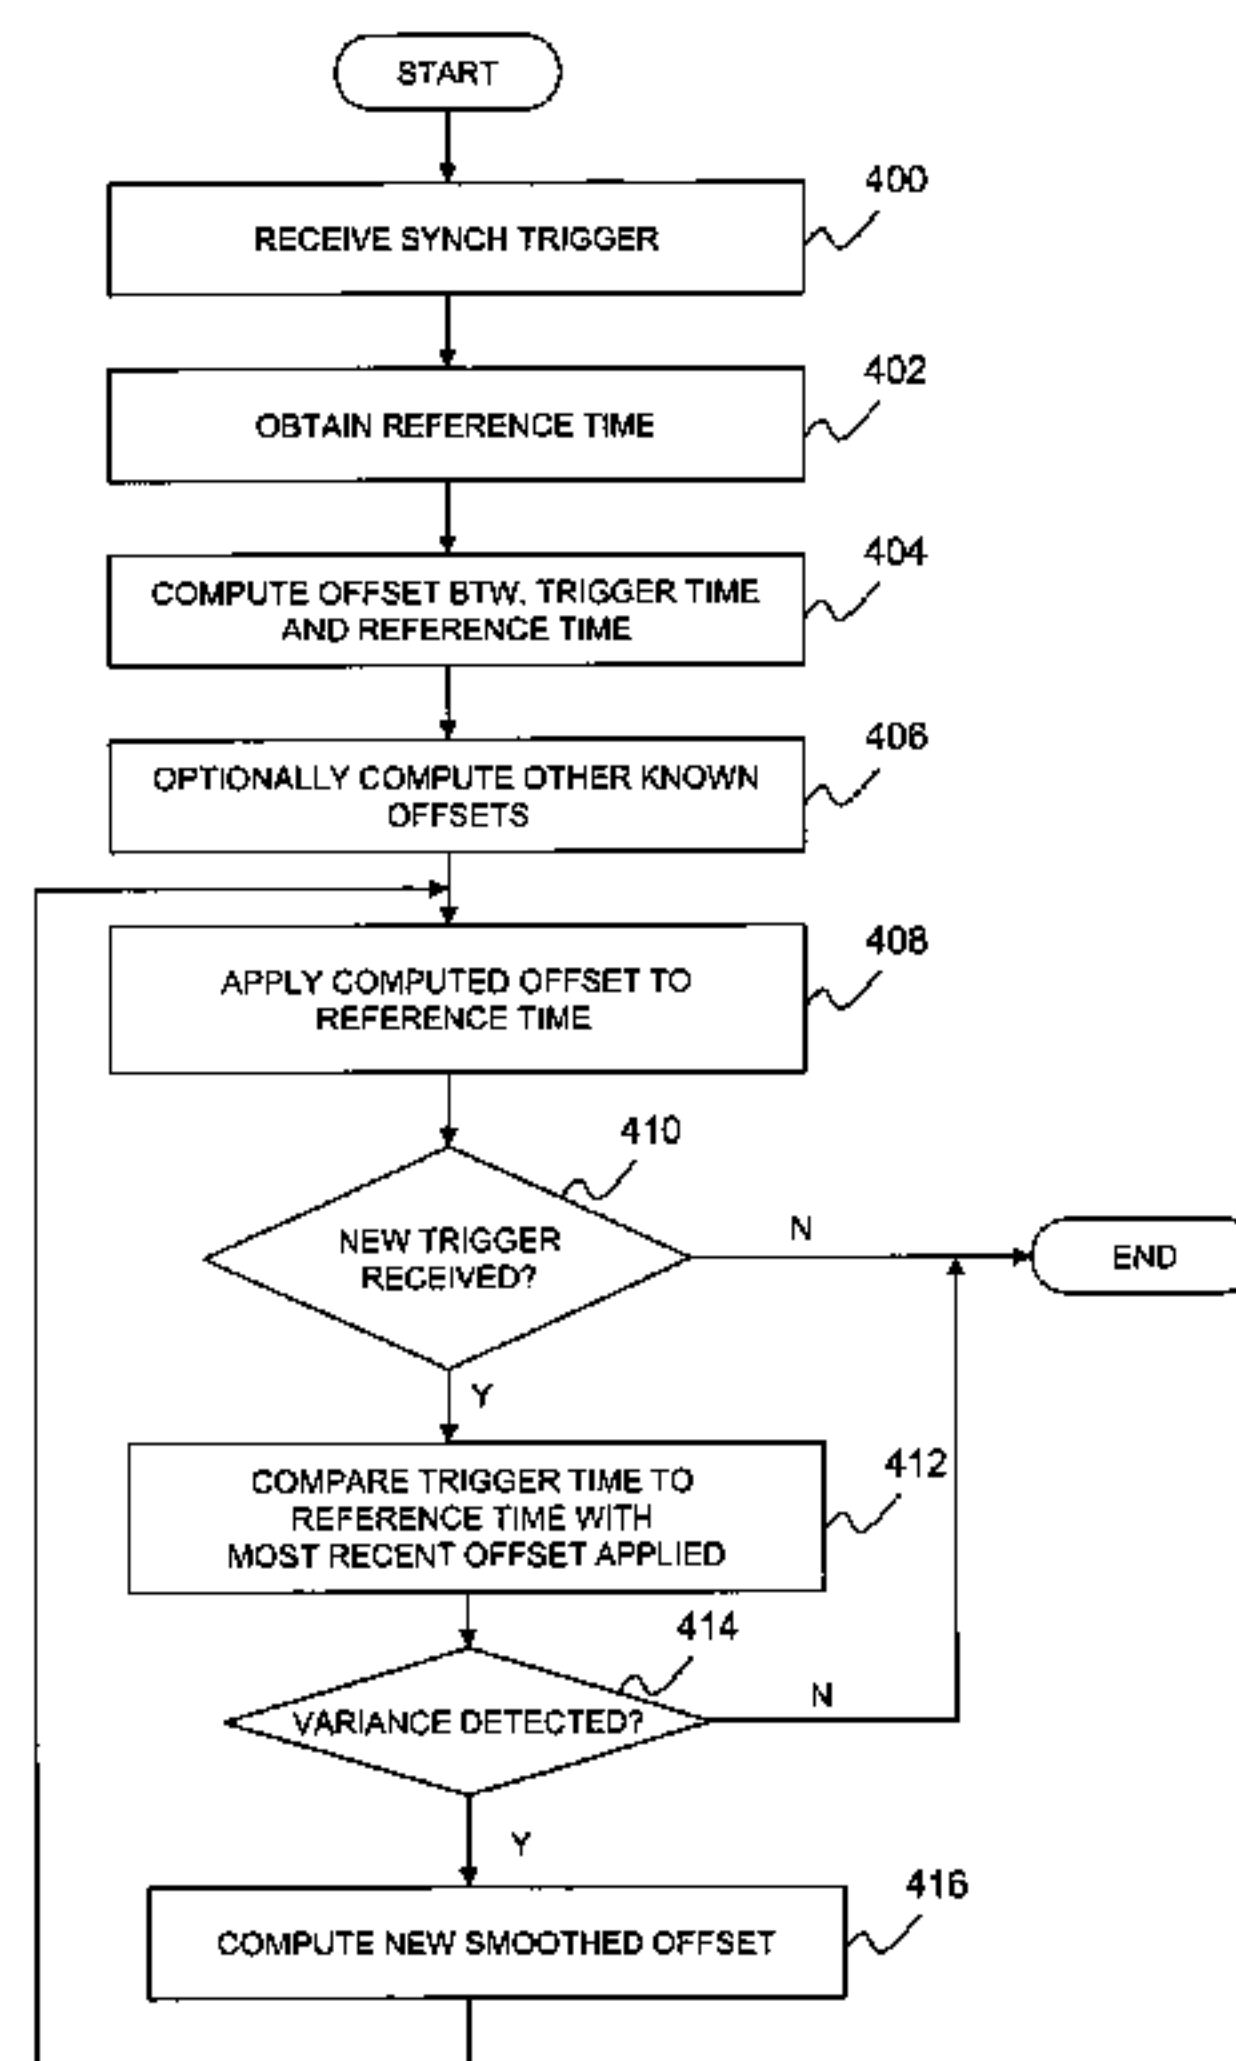 START
400
RECEIVE SYNCH TRIGGER
402
OBTAIN REFERENCE TIME
404
COMPUTE OFFSET BTW. TRIGGER TIME
AND REFERENCE TIME
406
OPTIONALLY COMPUTE OTHER KNOWN
OFFSETS
408
APPLY COMPUTED OFFSET TO
REFERENCE TIME
410
NEW TRIGGER
RECEIVED?
N
END
Y
412
COMPARE TRIGGER TIME TO
REFERENCE TIME WITH
MOST RECENT OFFSET APPLIED
414
VARIANCE DETECTED?
N
Y
416
COMPUTE NEW SMOOTHED OFFSET